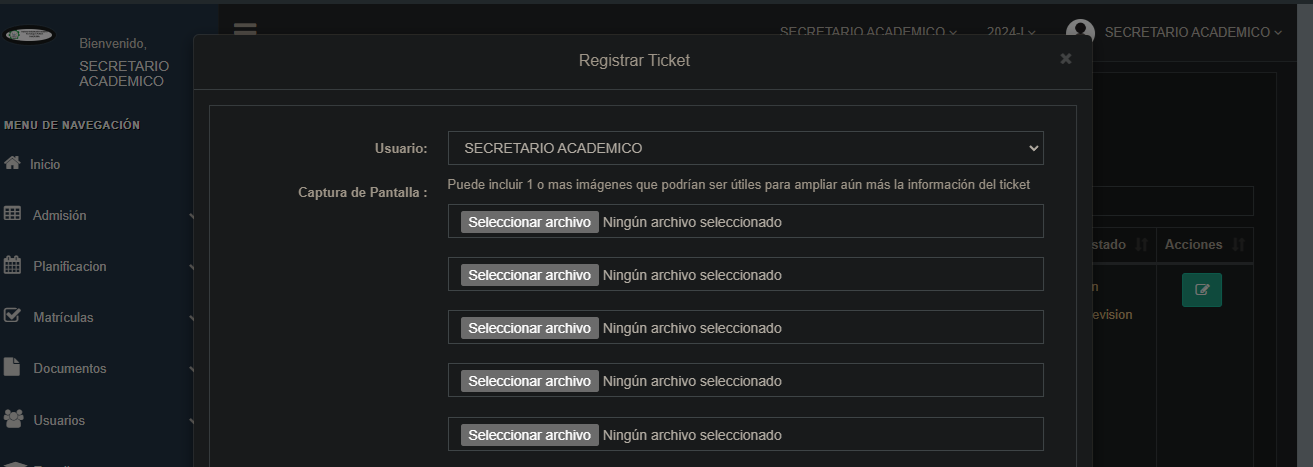 SECRETARIO ACADEMICO 2024-I SECRETARIO ACADEMICO
Bienvenido,
SECRETARIO
ACADEMICO
MENU DE NAVEGACIÓN
Inicio
Admisión
Planificacion
Matrículas
Documentos
Usuarios
Registrar Ticket ×
Usuario: SECRETARIO ACADEMICO
Captura de Pantalla : Puede incluir 1 o mas imágenes que podrían ser útiles para ampliar aún más la información del ticket
Seleccionar archivo Ningún archivo seleccionado
Seleccionar archivo Ningún archivo seleccionado
Seleccionar archivo Ningún archivo seleccionado
Seleccionar archivo Ningún archivo seleccionado
Seleccionar archivo Ningún archivo seleccionado
stado Acciones
n
evision